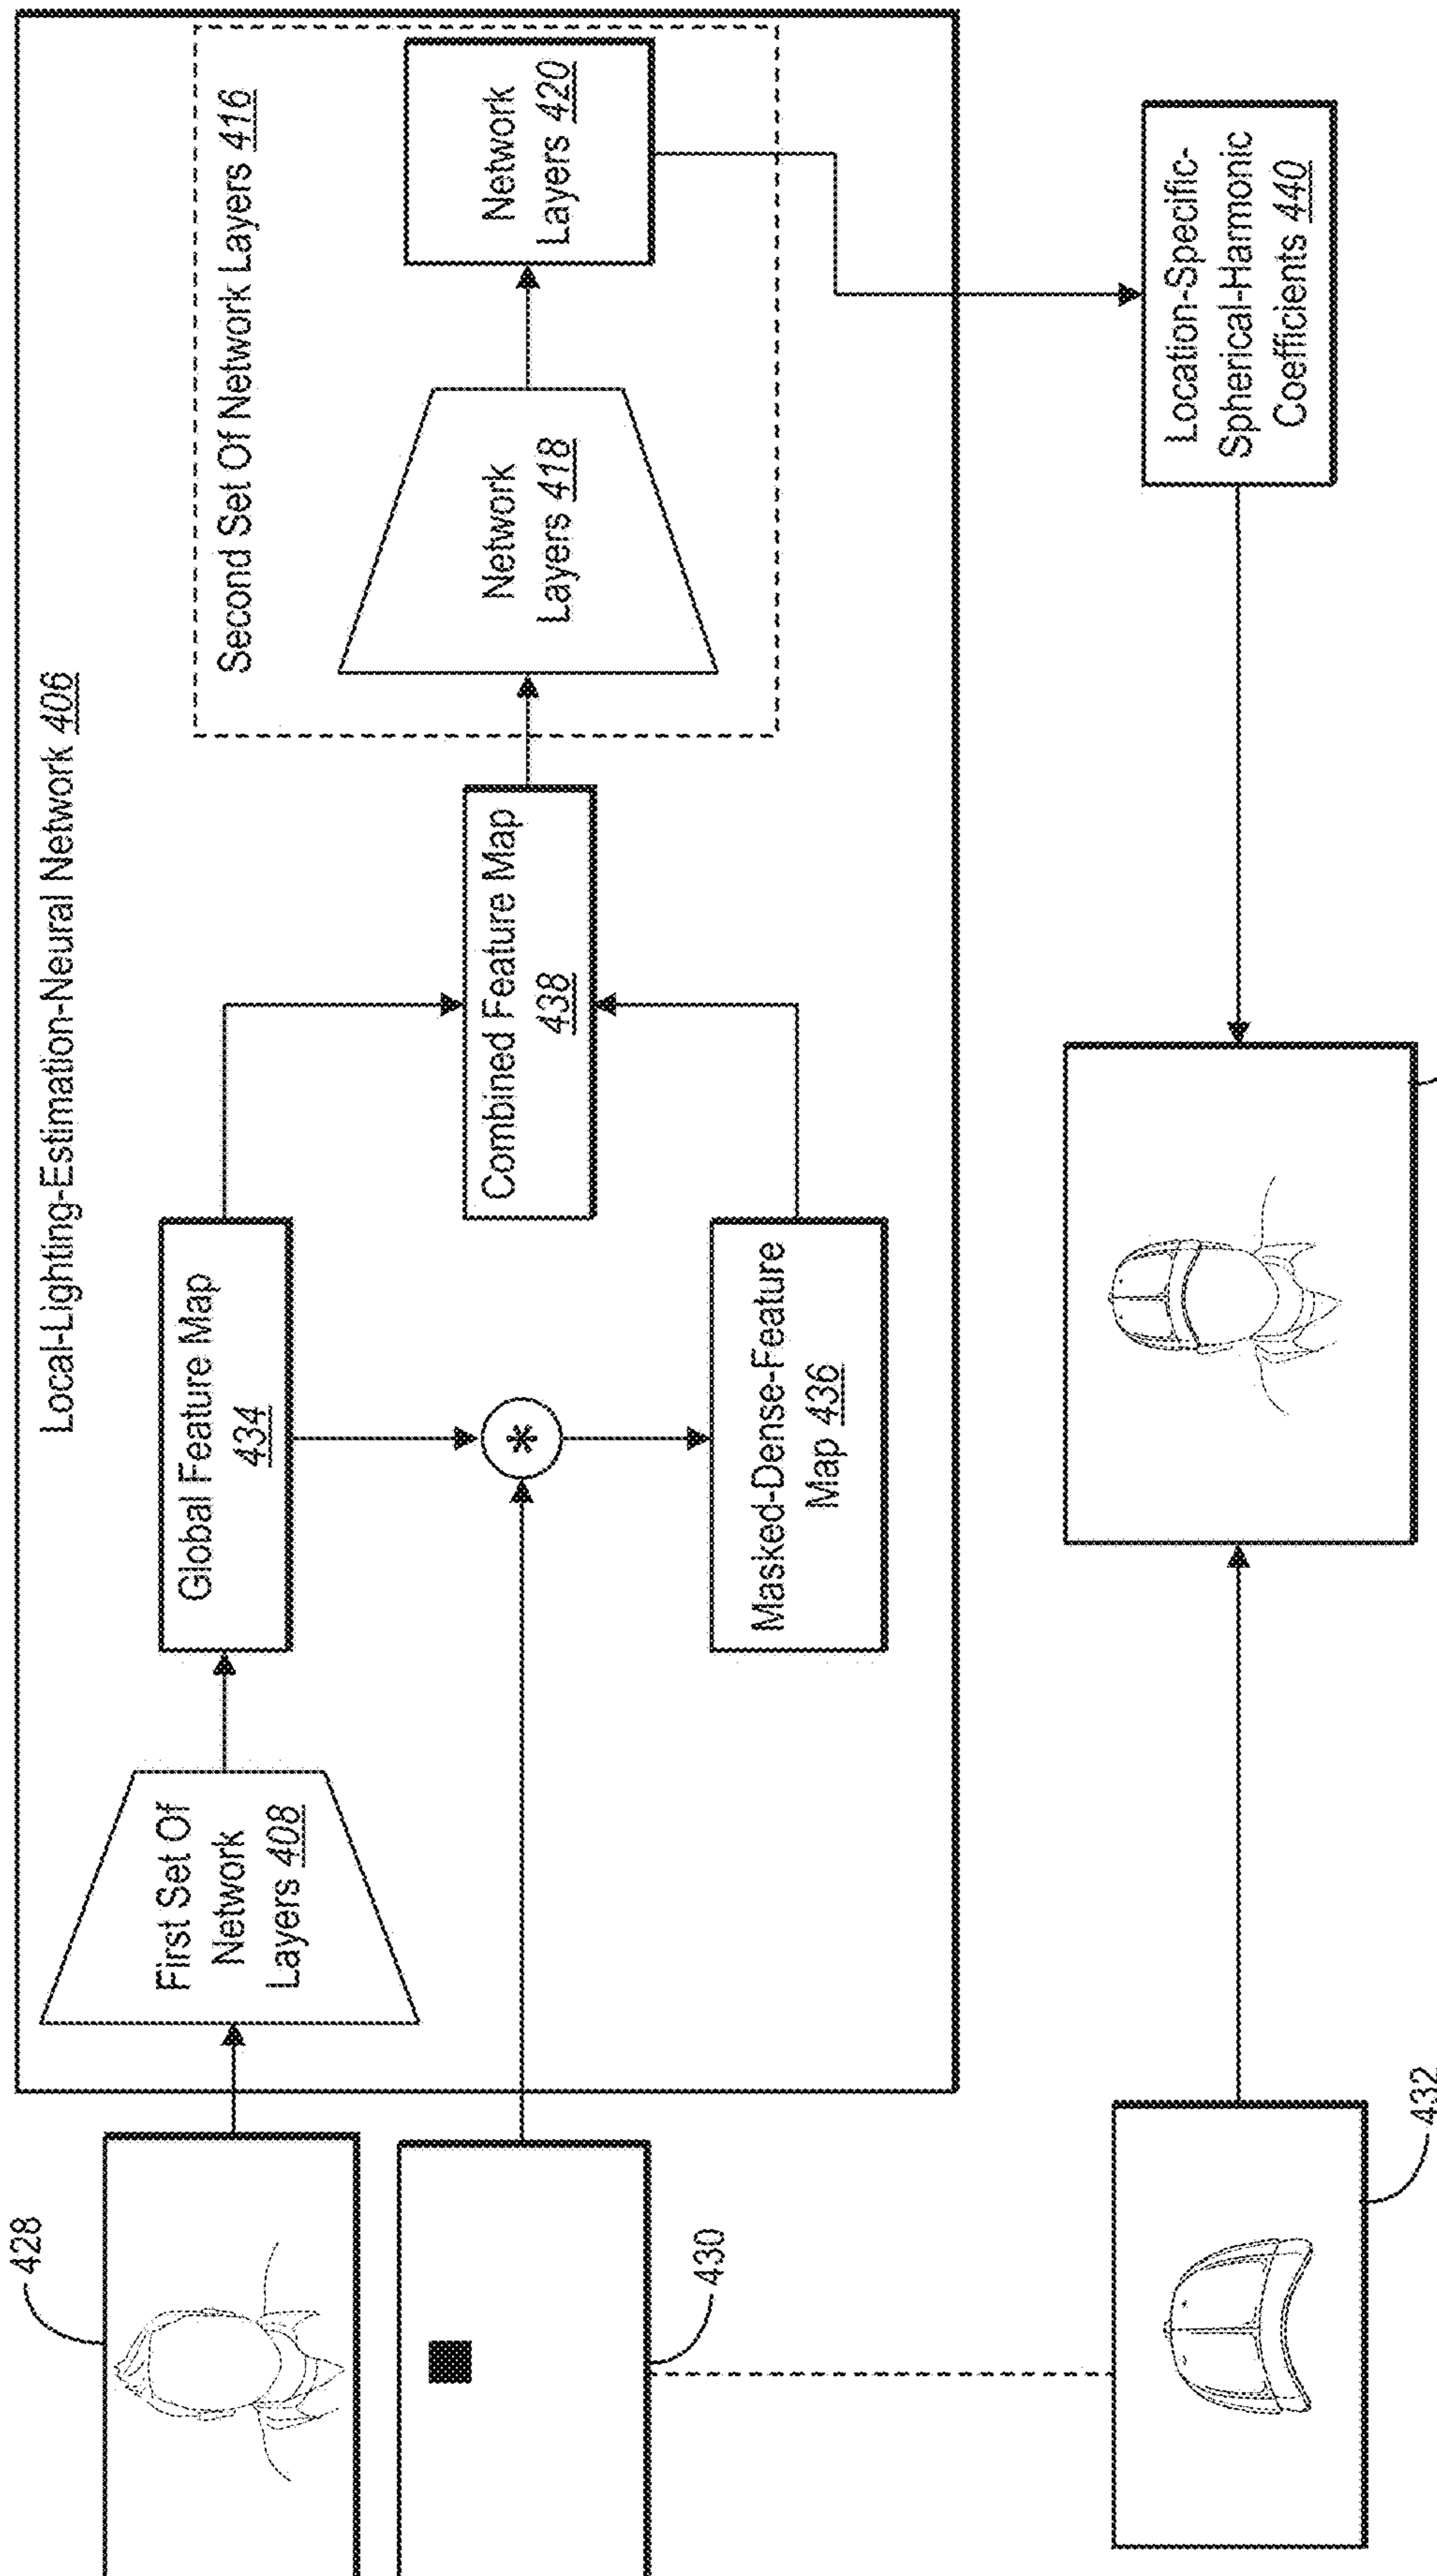 Local-Lighting-Estimation-Neural Network 406
428
First Set Of
Network
Layers 408
Global Feature Map
434
Second Set Of Network Layers 416
430
*
Masked-Dense-Feature
Map 436
Combined Feature Map
438
Network
Layers 418
Network
Layers 420
432
Location-Specific-
Spherical-Harmonic
Coefficients 440